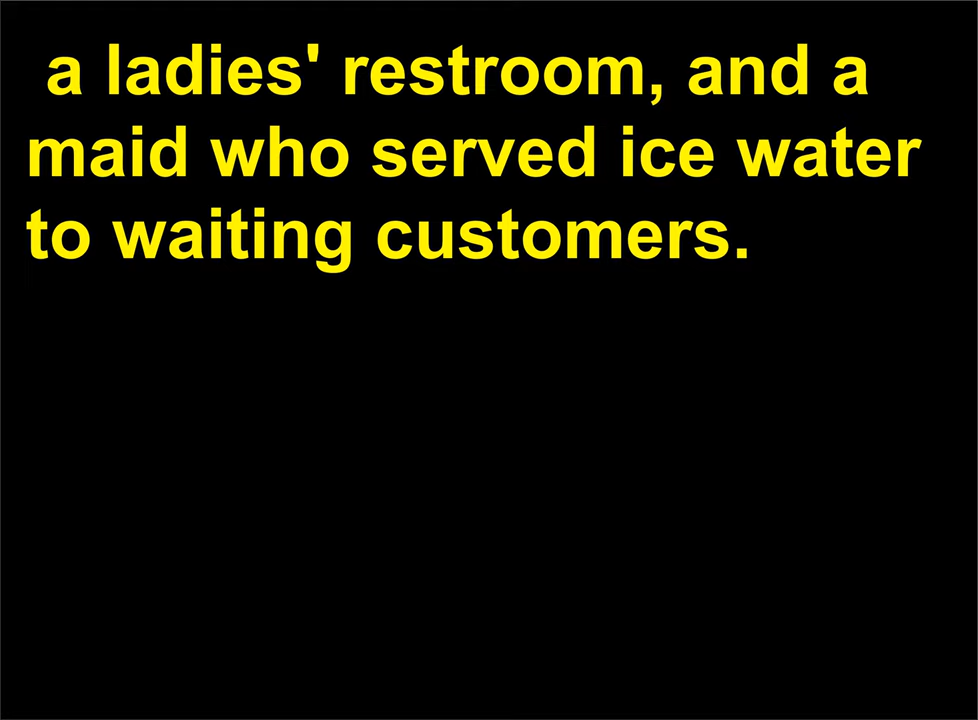 a ladies' restroom, and a
maid who served ice water
to waiting customers.